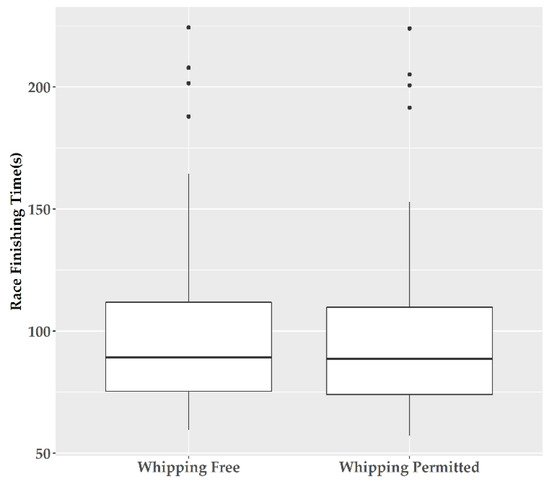 Race Finishing Time(s)
200
150
100
50
Whipping Free
Whipping Permitted